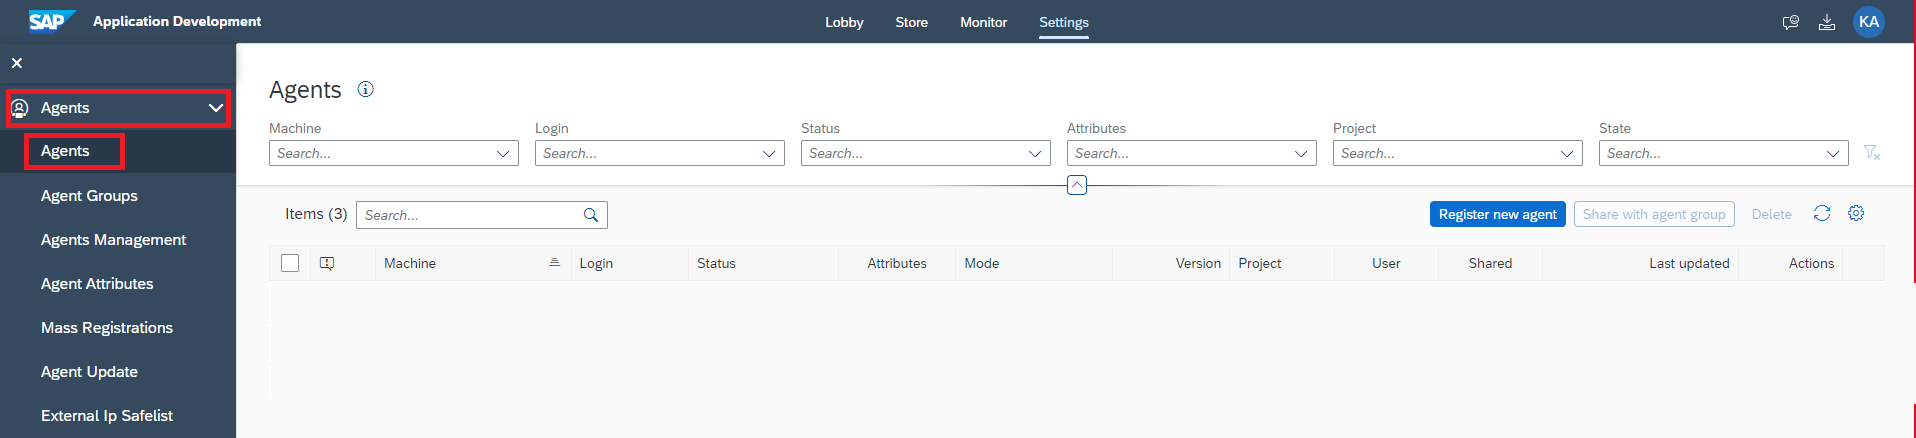 SAP Application Development Lobby Store Monitor Settings KA
Agents
Agents
Agent Groups
Agents Management
Agent Attributes
Mass Registrations
Agent Update
External Ip Safelist
Agents
Machine Login Status Attributes Project State
Search... Search... Search... Search... Search... Search...
Items (3) Search... Register new agent Share with agent group Delete
Machine Login Status Attributes Mode Version Project User Shared Last updated Actions